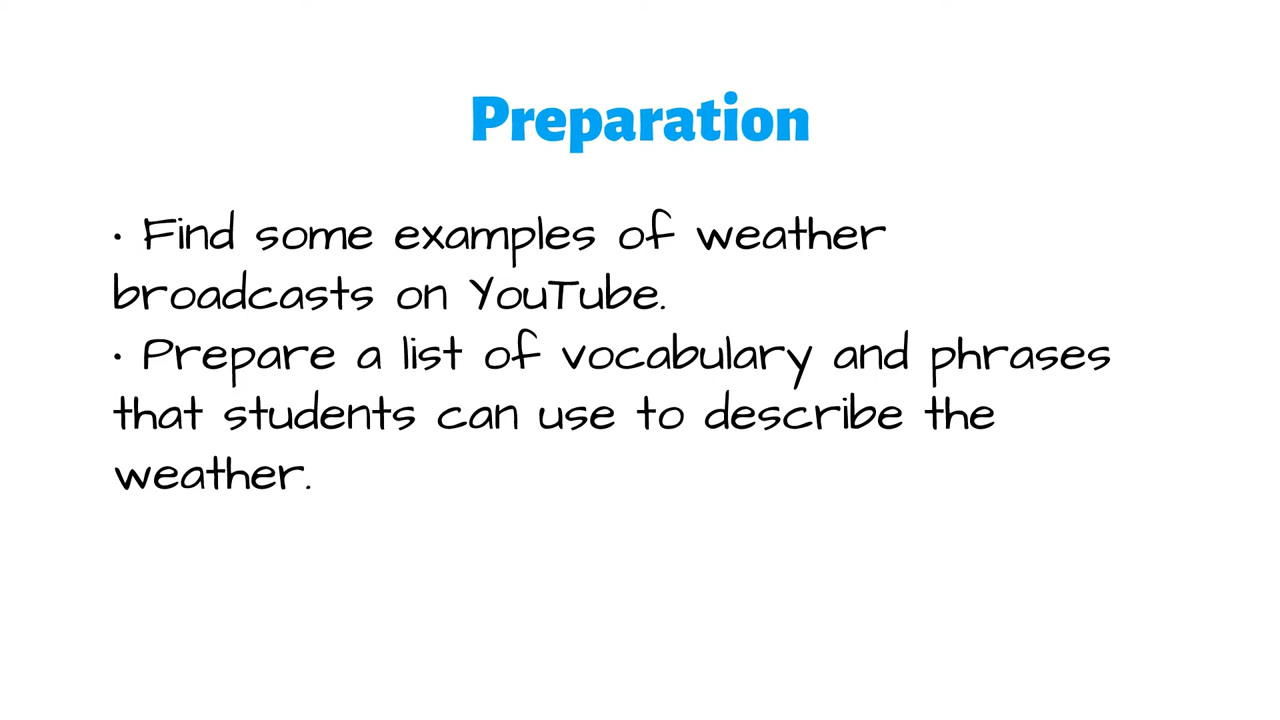 Preparation
• Find some examples of weather
broadcasts on YouTube.
• Prepare a list of vocabulary and phrases
that students can use to describe the
weather.